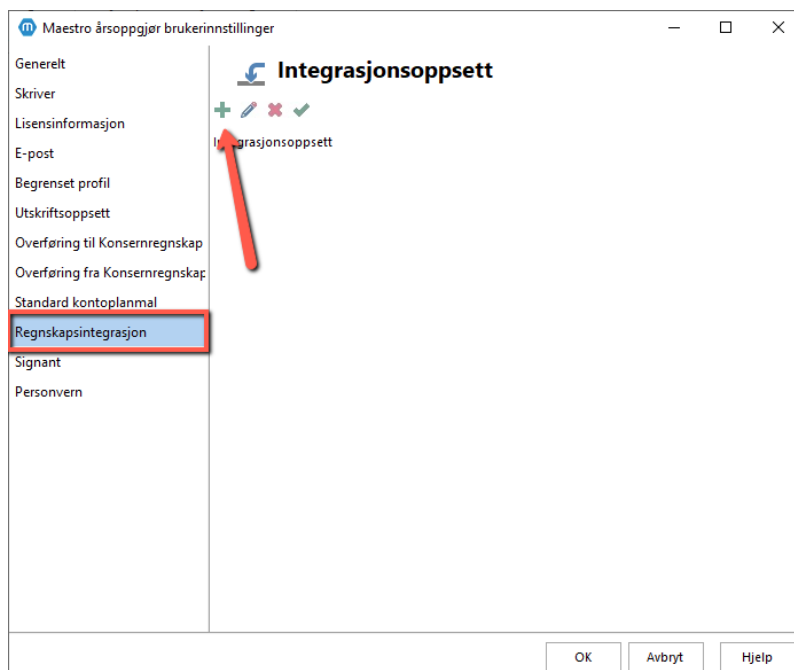 Maestro årsoppgjør brukerinnstillinger
Generelt
Skriver
Lisensinformasjon
E-post
Begrenset profil
Utskriftsoppsett
Overføring til Konsernregnskap
Overføring fra Konsernregnskap
Standard kontoplanmal
Regnskapsintegrasjon
Signant
Personvern
Integrasjonsoppsett
Integrasjonsoppsett
OK
Avbryt
Hjelp